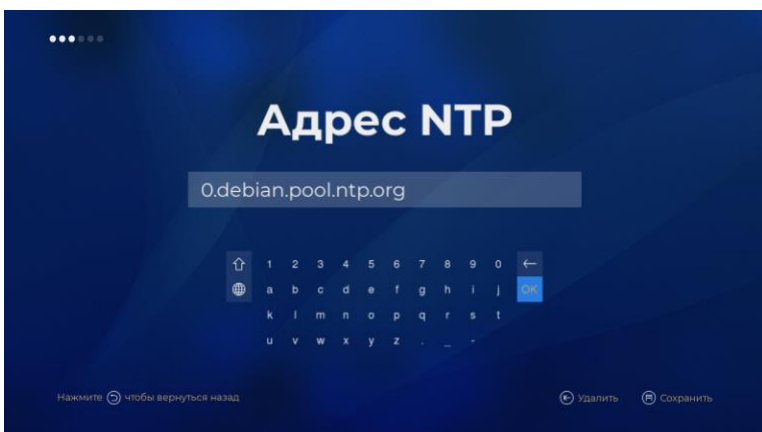 Адрес NTP
0.debian.pool.ntp.org
1 2 3 4 5 6 7 8 9 0
a b c d e f g h i j OK
k l m n o p q r s t
u v w x y z . _ -
Нажмите чтобы вернуться назад Удалить Сохранить